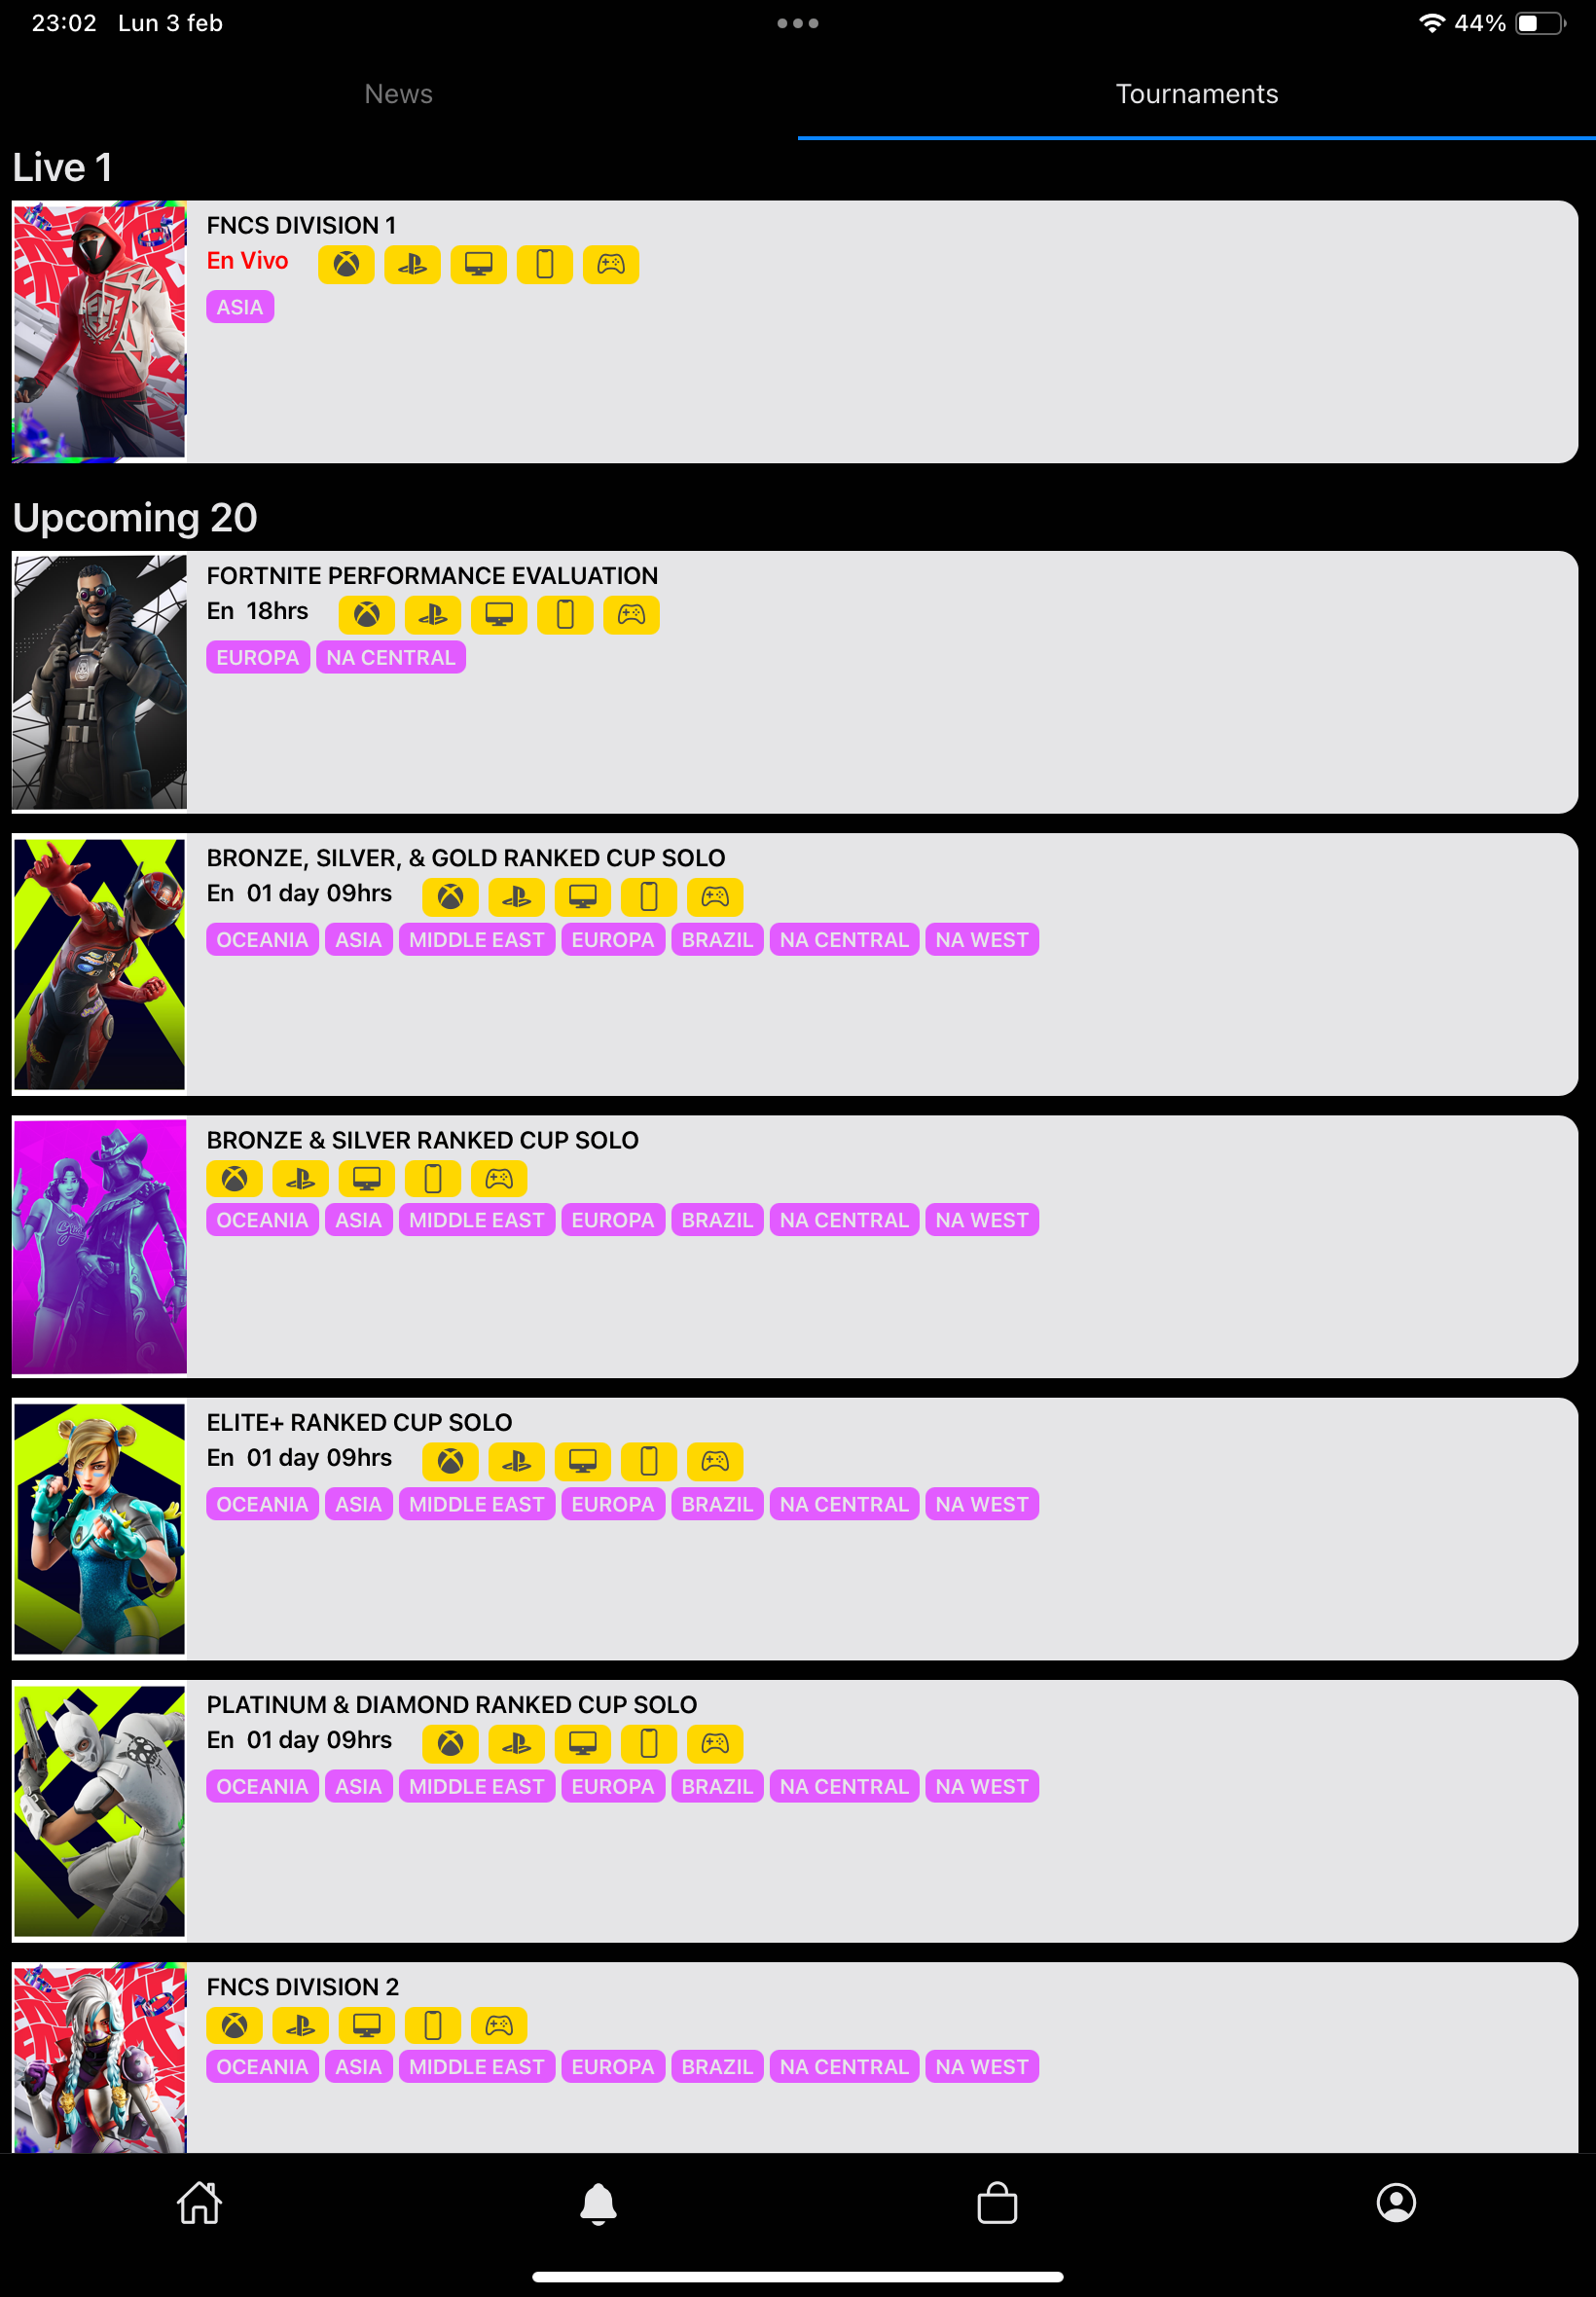 23:02 Lun 3 feb 44%
News Tournaments
Live 1
FNCS DIVISION 1
En Vivo
ASIA
Upcoming 20
FORTNITE PERFORMANCE EVALUATION
En 18hrs
EUROPA NA CENTRAL
BRONZE, SILVER, & GOLD RANKED CUP SOLO
En 01 day 09hrs
OCEANIA ASIA MIDDLE EAST EUROPA BRAZIL NA CENTRAL NA WEST
BRONZE & SILVER RANKED CUP SOLO
OCEANIA ASIA MIDDLE EAST EUROPA BRAZIL NA CENTRAL NA WEST
ELITE+ RANKED CUP SOLO
En 01 day 09hrs
OCEANIA ASIA MIDDLE EAST EUROPA BRAZIL NA CENTRAL NA WEST
PLATINUM & DIAMOND RANKED CUP SOLO
En 01 day 09hrs
OCEANIA ASIA MIDDLE EAST EUROPA BRAZIL NA CENTRAL NA WEST
FNCS DIVISION 2
OCEANIA ASIA MIDDLE EAST EUROPA BRAZIL NA CENTRAL NA WEST